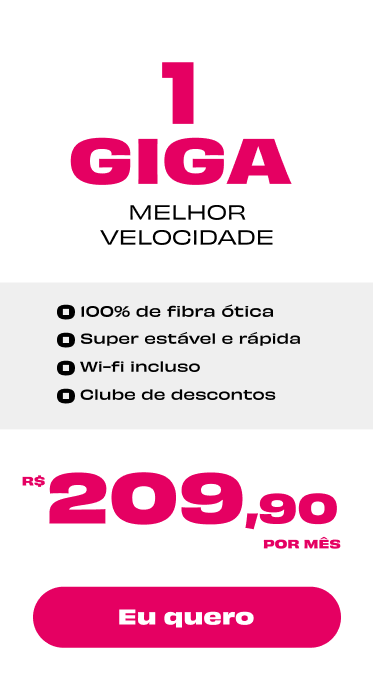 1
GIGA
MELHOR
VELOCIDADE
100% de fibra ótica
Super estável e rápida
Wi-fi incluso
Clube de descontos
R$ 209,90
POR MÊS
Eu quero